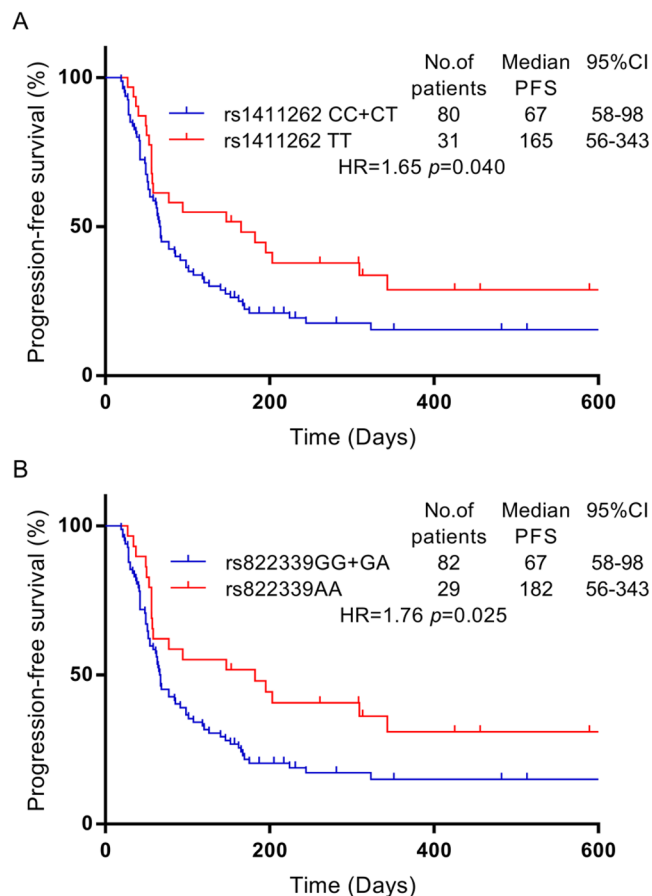 A
No.of Median 95%CI
patients PFS
rs1411262 CC+CT 80 67 58-98
rs1411262 TT 31 165 56-343
HR=1.65 p=0.040
Progression-free survival (%)
100
50
0
0 200 400 600
Time (Days)
B
No.of Median 95%CI
patients PFS
rs822339GG+GA 82 67 58-98
rs822339AA 29 182 56-343
HR=1.76 p=0.025
Progression-free survival (%)
100
50
0
0 200 400 600
Time (Days)